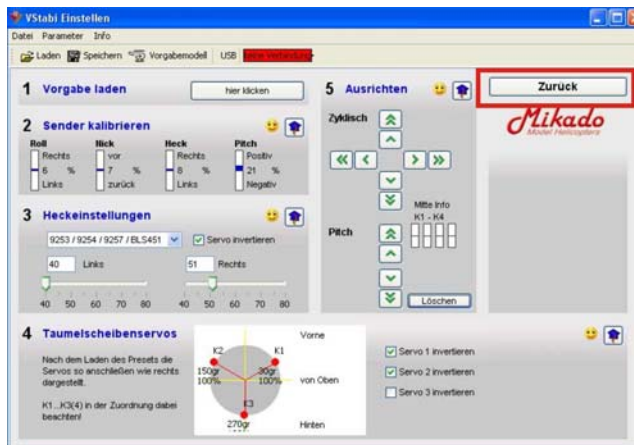 VStabi Einstellen
Datei Parameter Info
Laden Speichern Vorgabemodell USB keine Verbindung
1 Vorgabe laden
hier klicken
2 Sender kalibrieren
Roll Nick Heck Pitch
Rechts vor Rechts Positiv
6 % 7 % 8 % 21 %
Links zurück Links Negativ
3 Heckeinstellungen
9253 / 9254 / 9257 / BLS451 Servo invertieren
40 Links 51 Rechts
40 50 60 70 80 40 50 60 70 80
5 Ausrichten
Zyklisch
Mitte Info
K1 - K4
Pitch
Löschen
Zurück
Mikado
Model Helicopters
4 Taumelscheibenservos
Nach dem Laden des Presets die
Servos so anschließen wie rechts
dargestellt.
K1...K3(4) in der Zuordnung dabei
beachten!
Vorne
K2 K1
150gr 30gr
100% 100% von Oben
K3
270gr Hinten
Servo 1 invertieren
Servo 2 invertieren
Servo 3 invertieren